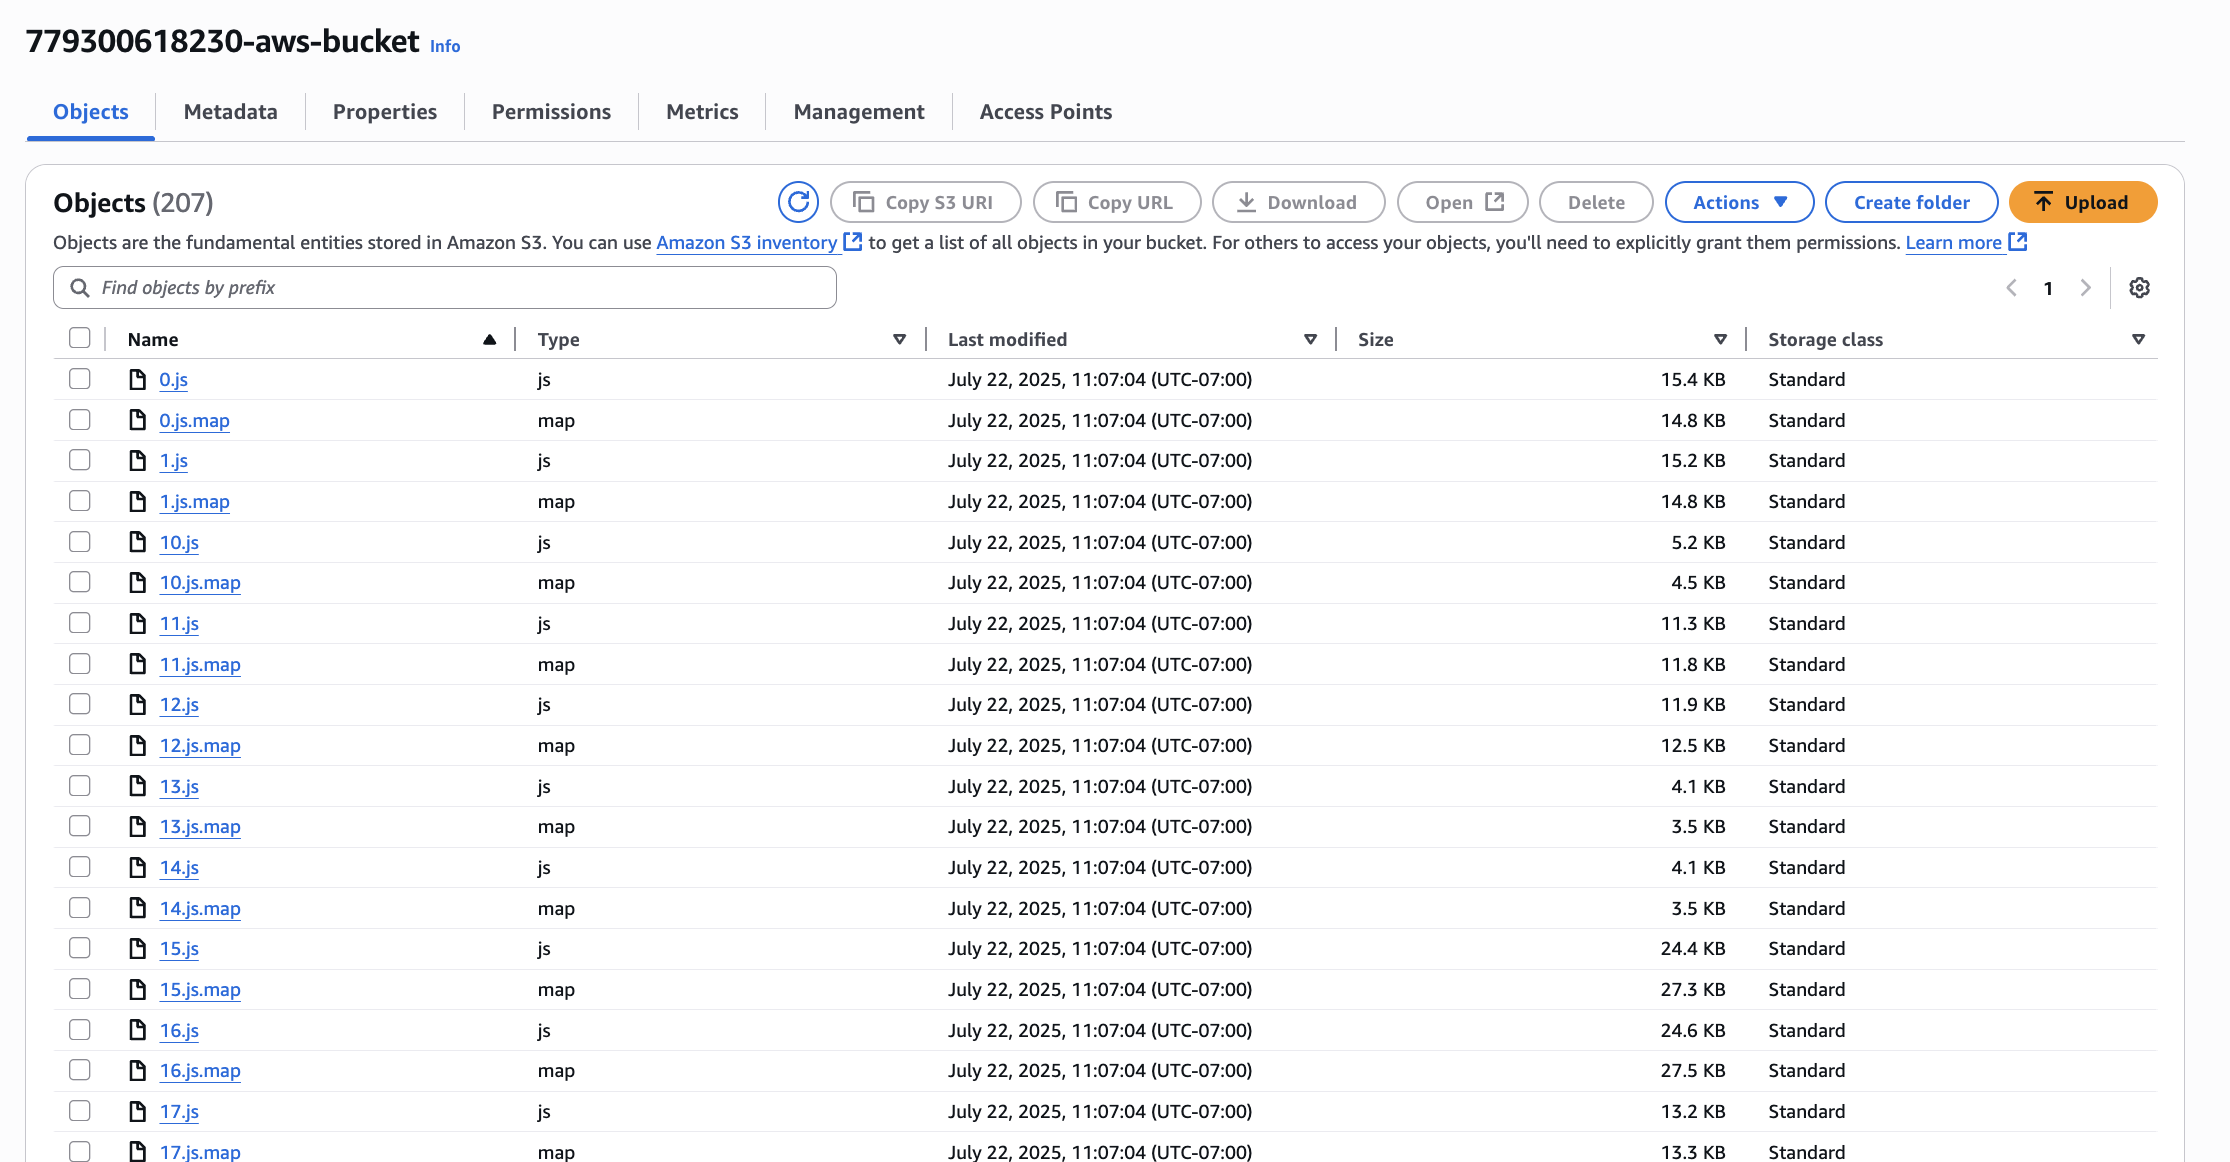 779300618230-aws-bucket Info
Objects Metadata Properties Permissions Metrics Management Access Points
Objects (207) Copy S3 URI Copy URL Download Open Delete Actions Create folder Upload
Objects are the fundamental entities stored in Amazon S3. You can use Amazon S3 inventory to get a list of all objects in your bucket. For others to access your objects, you'll need to explicitly grant them permissions. Learn more
Find objects by prefix 1
Name Type Last modified Size Storage class
0.js js July 22, 2025, 11:07:04 (UTC-07:00) 15.4 KB Standard
0.js.map map July 22, 2025, 11:07:04 (UTC-07:00) 14.8 KB Standard
1.js js July 22, 2025, 11:07:04 (UTC-07:00) 15.2 KB Standard
1.js.map map July 22, 2025, 11:07:04 (UTC-07:00) 14.8 KB Standard
10.js js July 22, 2025, 11:07:04 (UTC-07:00) 5.2 KB Standard
10.js.map map July 22, 2025, 11:07:04 (UTC-07:00) 4.5 KB Standard
11.js js July 22, 2025, 11:07:04 (UTC-07:00) 11.3 KB Standard
11.js.map map July 22, 2025, 11:07:04 (UTC-07:00) 11.8 KB Standard
12.js js July 22, 2025, 11:07:04 (UTC-07:00) 11.9 KB Standard
12.js.map map July 22, 2025, 11:07:04 (UTC-07:00) 12.5 KB Standard
13.js js July 22, 2025, 11:07:04 (UTC-07:00) 4.1 KB Standard
13.js.map map July 22, 2025, 11:07:04 (UTC-07:00) 3.5 KB Standard
14.js js July 22, 2025, 11:07:04 (UTC-07:00) 4.1 KB Standard
14.js.map map July 22, 2025, 11:07:04 (UTC-07:00) 3.5 KB Standard
15.js js July 22, 2025, 11:07:04 (UTC-07:00) 24.4 KB Standard
15.js.map map July 22, 2025, 11:07:04 (UTC-07:00) 27.3 KB Standard
16.js js July 22, 2025, 11:07:04 (UTC-07:00) 24.6 KB Standard
16.js.map map July 22, 2025, 11:07:04 (UTC-07:00) 27.5 KB Standard
17.js js July 22, 2025, 11:07:04 (UTC-07:00) 13.2 KB Standard
17.js.map map July 22, 2025, 11:07:04 (UTC-07:00) 13.3 KB Standard